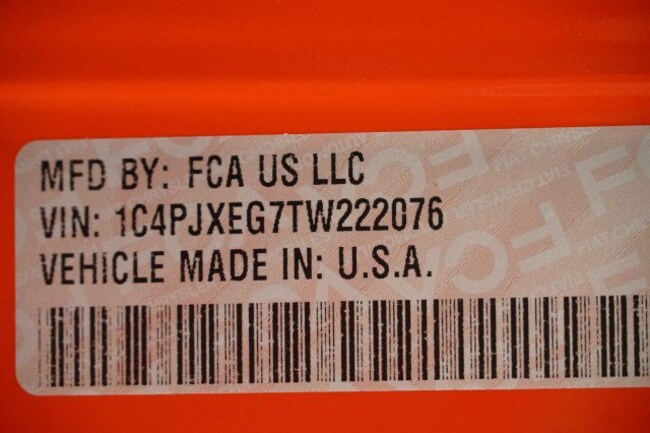 MFD BY: FCA US LLC
VIN: 1C4PJXEG7TW222076
VEHICLE MADE IN: U.S.A.